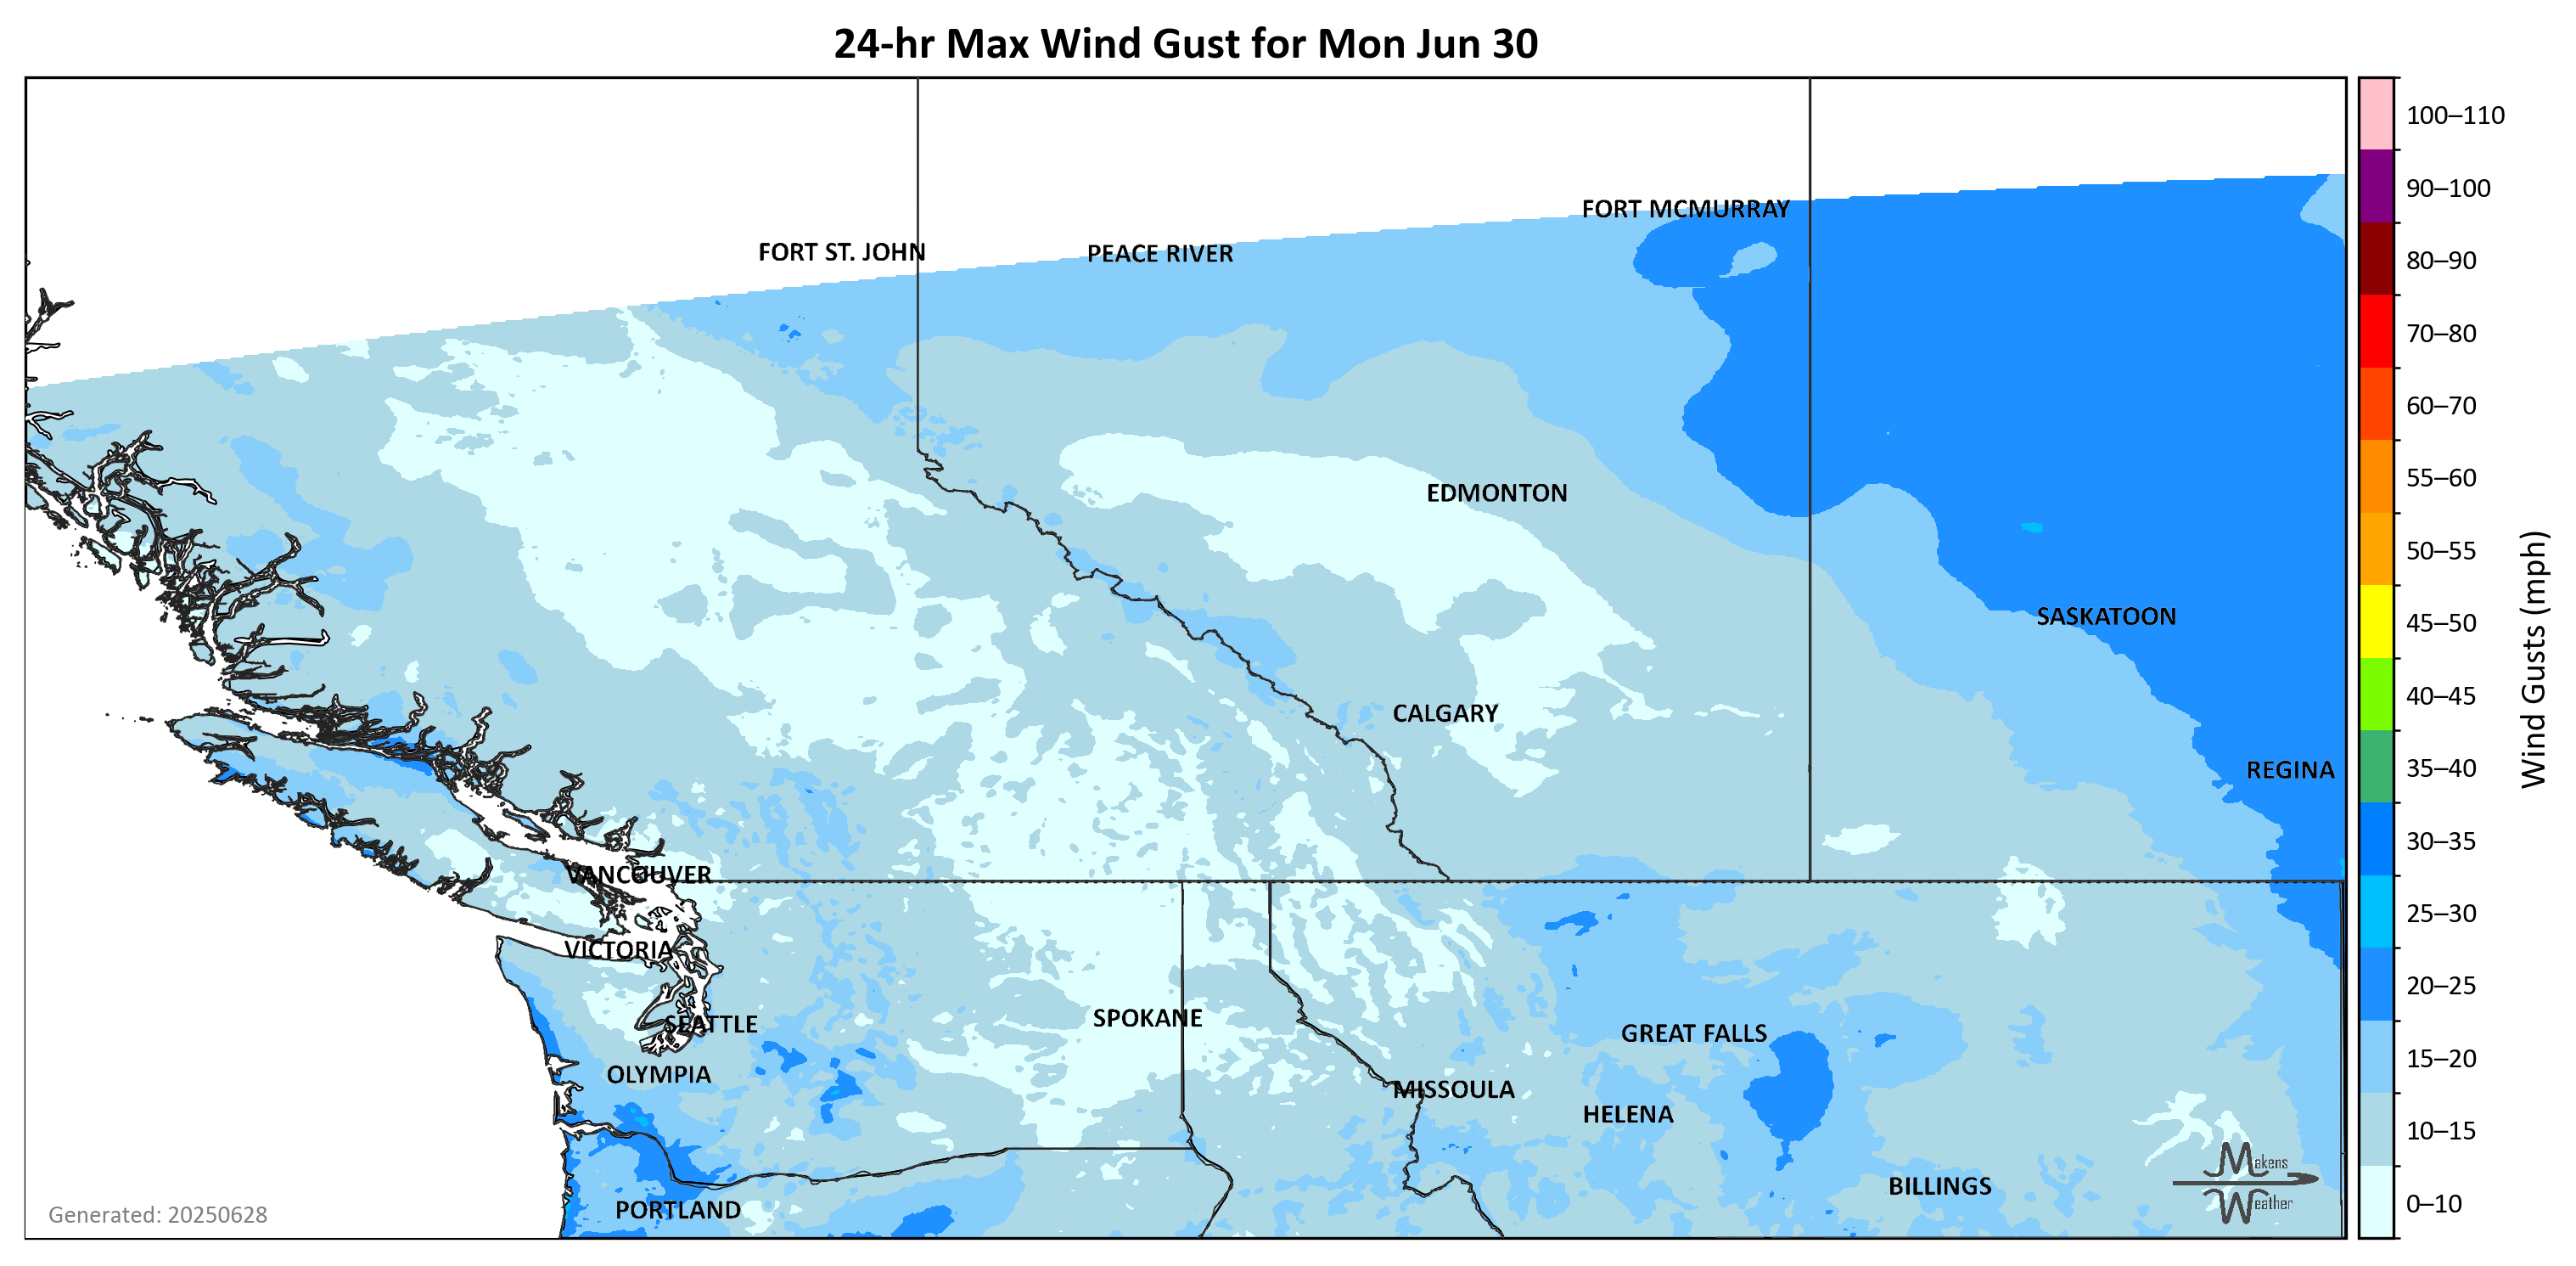 24-hr Max Wind Gust for Mon Jun 30
100–110
90–100
80–90
70–80
60–70
55–60
50–55
45–50
40–45
35–40
30–35
25–30
20–25
15–20
10–15
0–10
Wind Gusts (mph)
FORT MCMURRAY
FORT ST. JOHN
PEACE RIVER
EDMONTON
SASKATOON
CALGARY
REGINA
VANCOUVER
VICTORIA
SPOKANE
SEATTLE
GREAT FALLS
OLYMPIA
MISSOULA
HELENA
BILLINGS
PORTLAND
Makens
Weather
Generated: 20250628